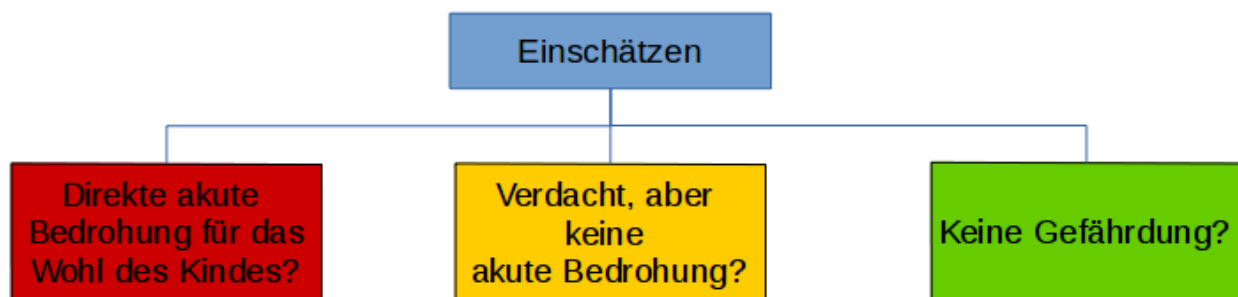 Einschätzen
Direkte akute
Bedrohung für das
Wohl des Kindes?
Verdacht, aber
keine
akute Bedrohung?
Keine Gefährdung?